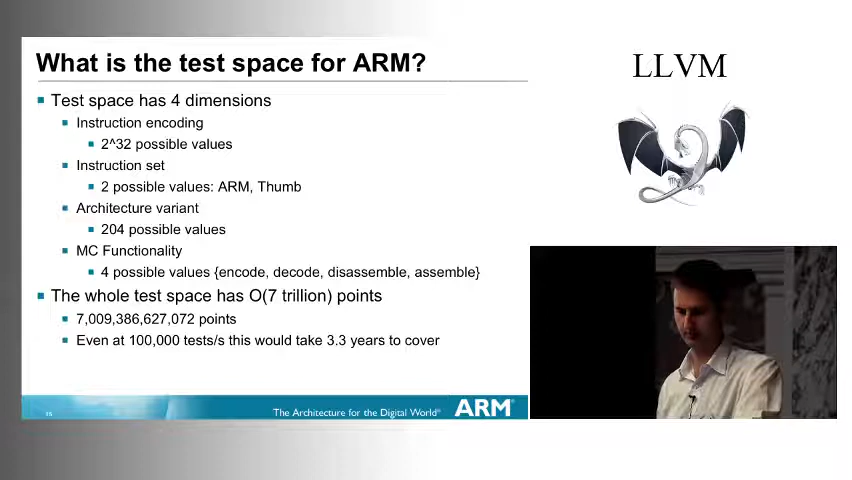 What is the test space for ARM?
Test space has 4 dimensions
Instruction encoding
2^32 possible values
Instruction set
2 possible values: ARM, Thumb
Architecture variant
204 possible values
MC Functionality
4 possible values {encode, decode, disassemble, assemble}
The whole test space has O(7 trillion) points
7,009,386,627,072 points
Even at 100,000 tests/s this would take 3.3 years to cover
The Architecture for the Digital World®
ARM®
LLVM